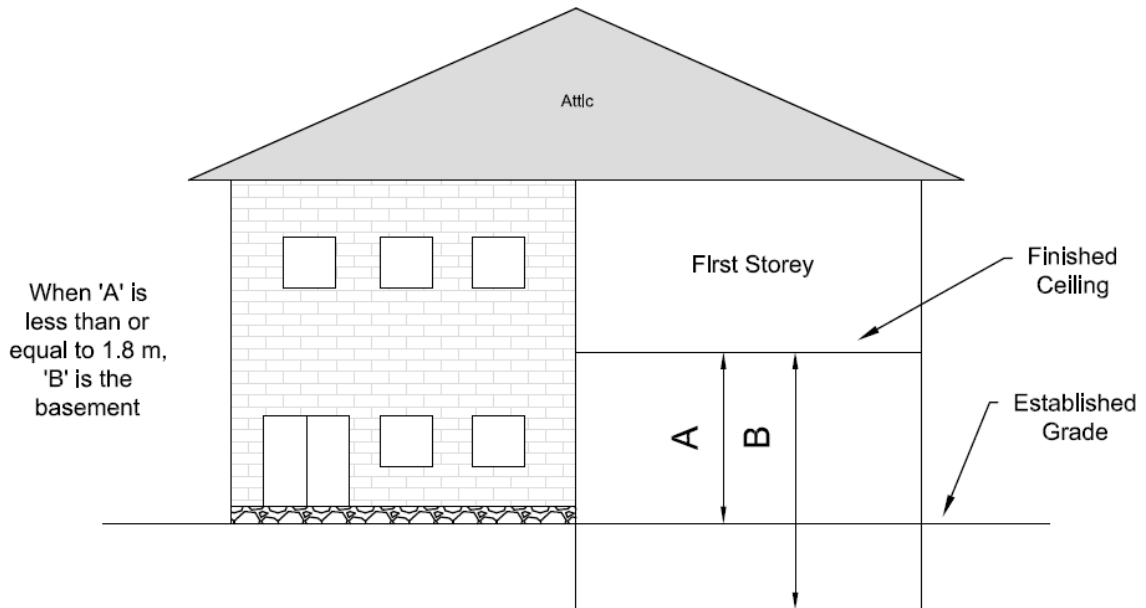 Attic
First Storey
Finished
Ceiling
When 'A' is
less than or
equal to 1.8 m,
'B' is the
basement
Established
Grade
A
B